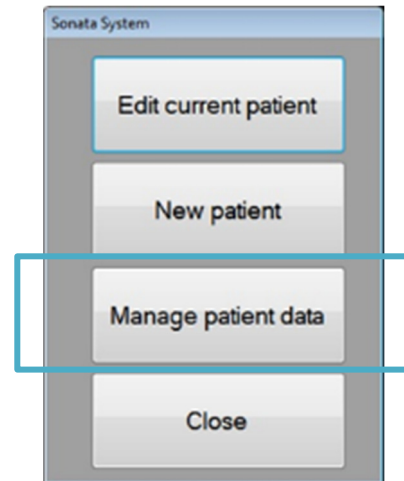 Sonata System
Edit current patient
New patient
Manage patient data
Close